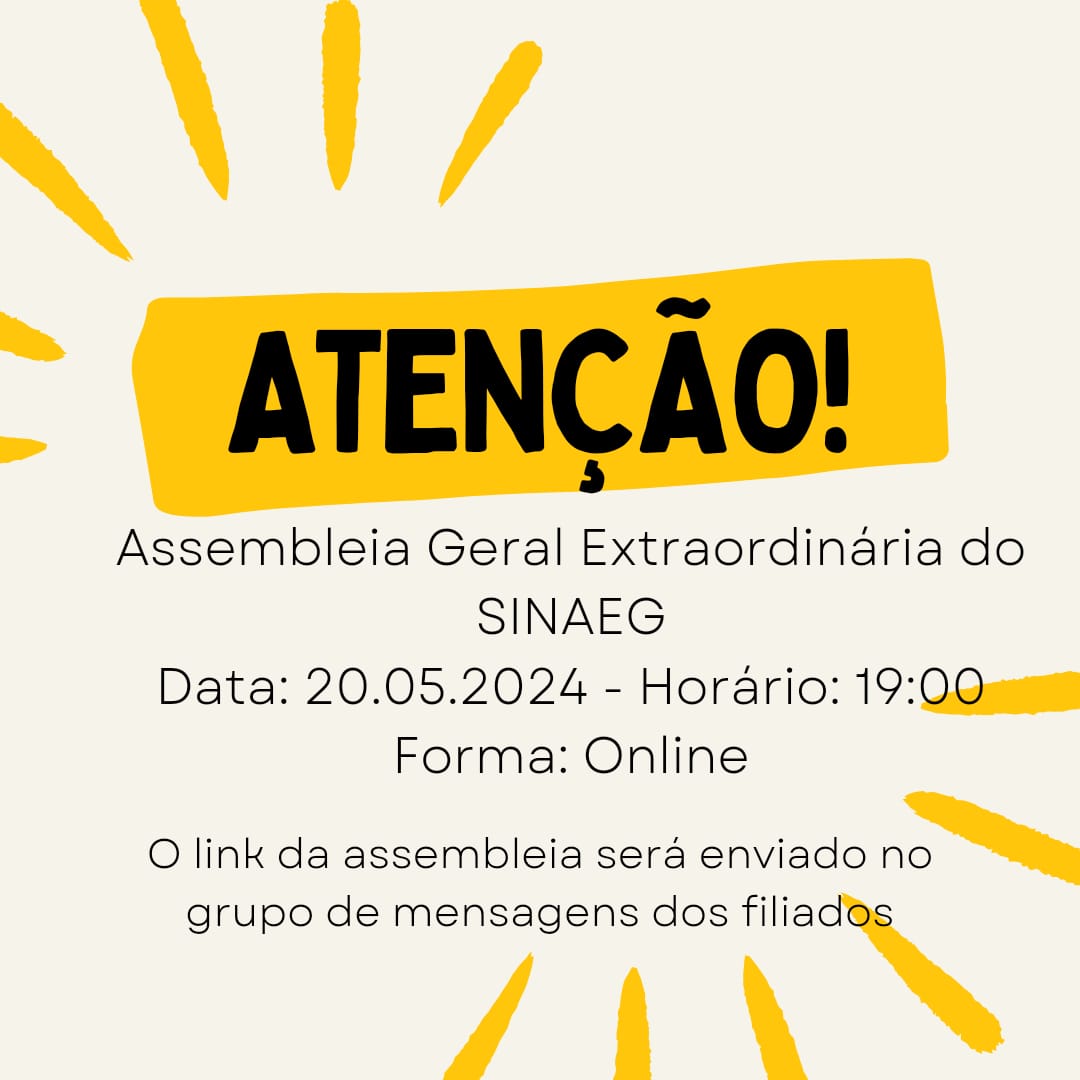 ATENÇÃO!
Assembleia Geral Extraordinária do
SINAEG
Data: 20.05.2024 - Horário: 19:00
Forma: Online
O link da assembleia será enviado no
grupo de mensagens dos filiados